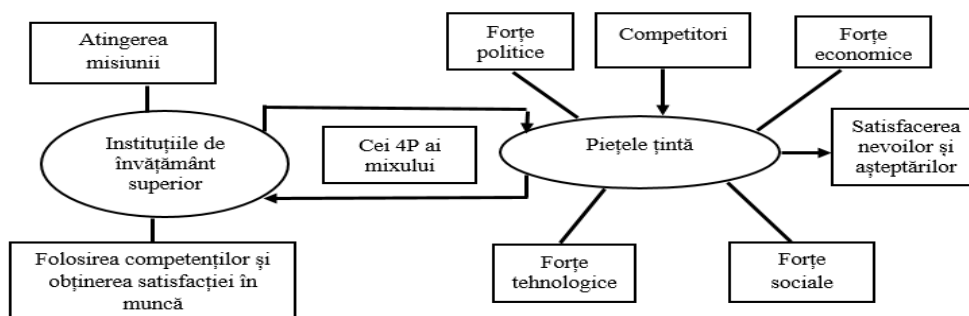 Atingerea
misiunii
Forțe
politice
Competitori
Forțe
economice
Instituțiile de
învățământ
superior
Cei 4P ai
mixului
Piețele țintă
Satisfacerea
nevoilor și
așteptărilor
Folosirea competenților și
obținerea satisfacției în
muncă
Forțe
tehnologice
Forțe
sociale